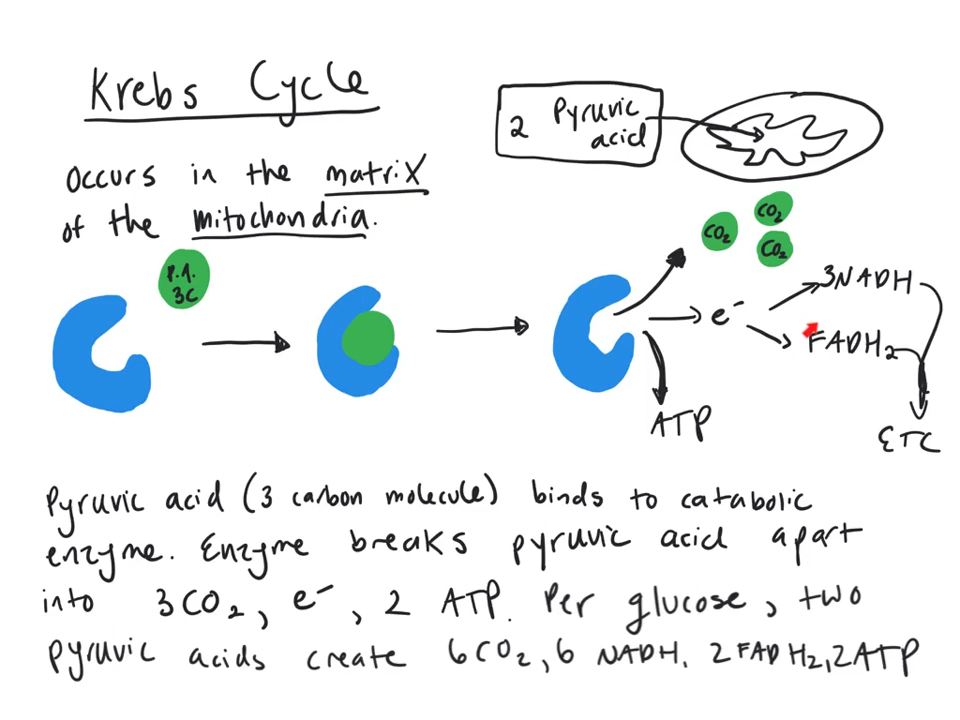 Krebs Cycle
2 Pyruvic
acid
Occurs in the matrix
of the mitochondria.
P.A.
3C
CO2
CO2
CO2
e-
3NADH
FADH2
ATP
ETC
Pyruvic acid (3 carbon molecule) binds to catabolic
enzyme. Enzyme breaks pyruvic acid apart
into 3CO2, e-, 2 ATP. Per glucose, two
pyruvic acids create 6CO2, 6 NADH, 2FADH2, 2ATP